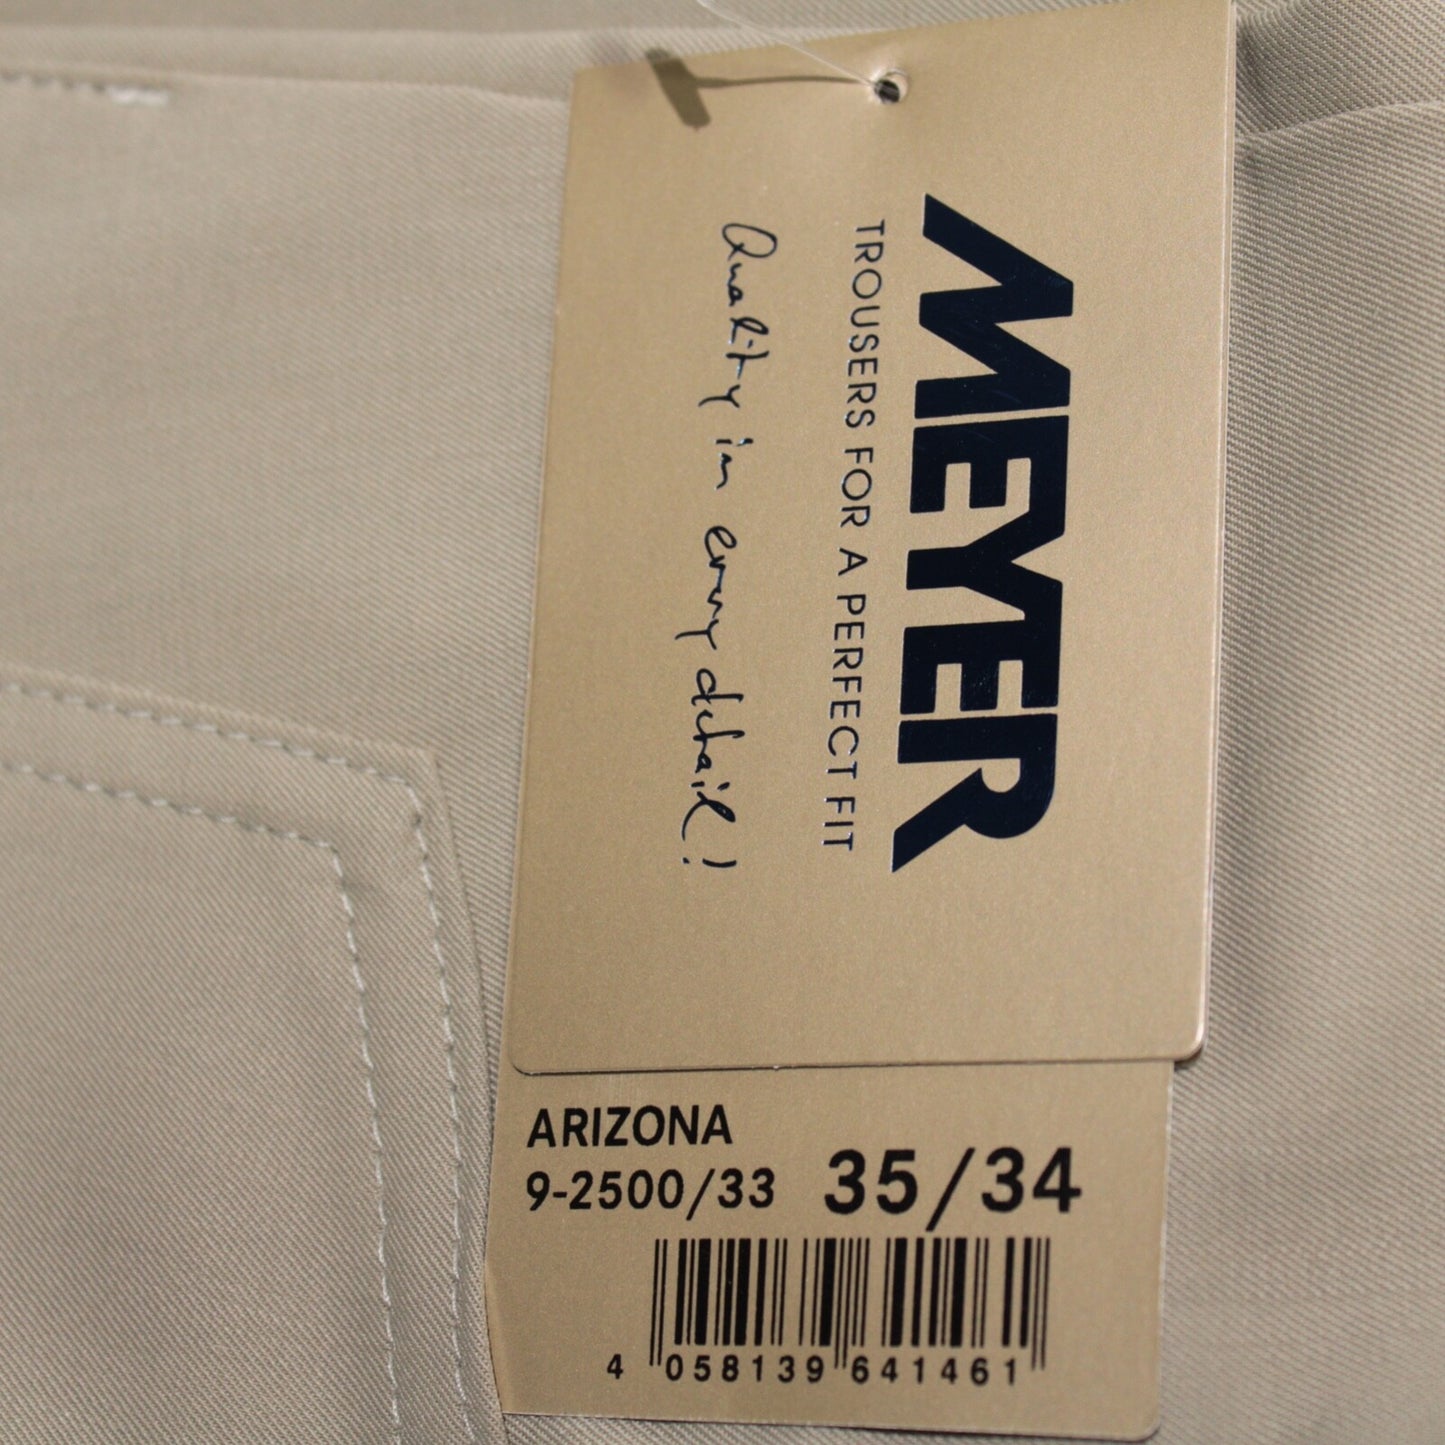 MEYER
TROUSERS FOR A PERFECT FIT
Quality in every detail!
ARIZONA
9-2500/33 35/34
4 058139 641461